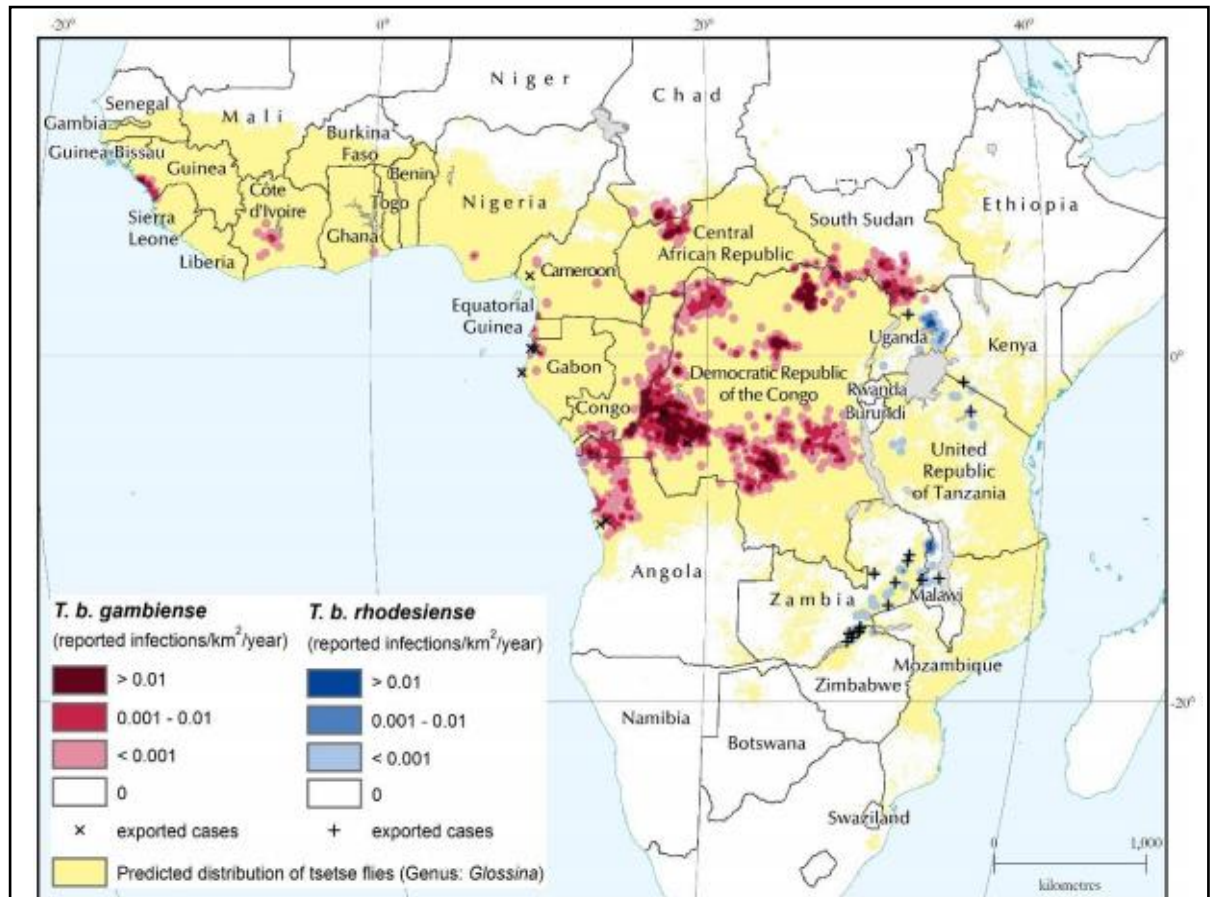 -20°
0°
20°
40°
Niger
Chad
Senegal
Mali
Gambia
Burkina
Faso
Guinea-Bissau
Guinea
Benin
Côte
d'Ivoire
Togo
Nigeria
South Sudan
Ethiopia
Sierra
Leone
Ghana
Central
African Republic
Liberia
Cameroon
Equatorial
Guinea
Uganda
Kenya
0°
Gabon
Democratic Republic
of the Congo
Rwanda
Congo
Burundi
United
Republic
of Tanzania
Angola
Zambia
Malawi
Mozambique
Zimbabwe
Namibia
-20°
Botswana
Swaziland
0 1,000
kilometres
T. b. gambiense
(reported infections/km²/year)
> 0.01
0.001 - 0.01
< 0.001
0
× exported cases
T. b. rhodesiense
(reported infections/km²/year)
> 0.01
0.001 - 0.01
< 0.001
0
+ exported cases
Predicted distribution of tsetse flies (Genus: Glossina)